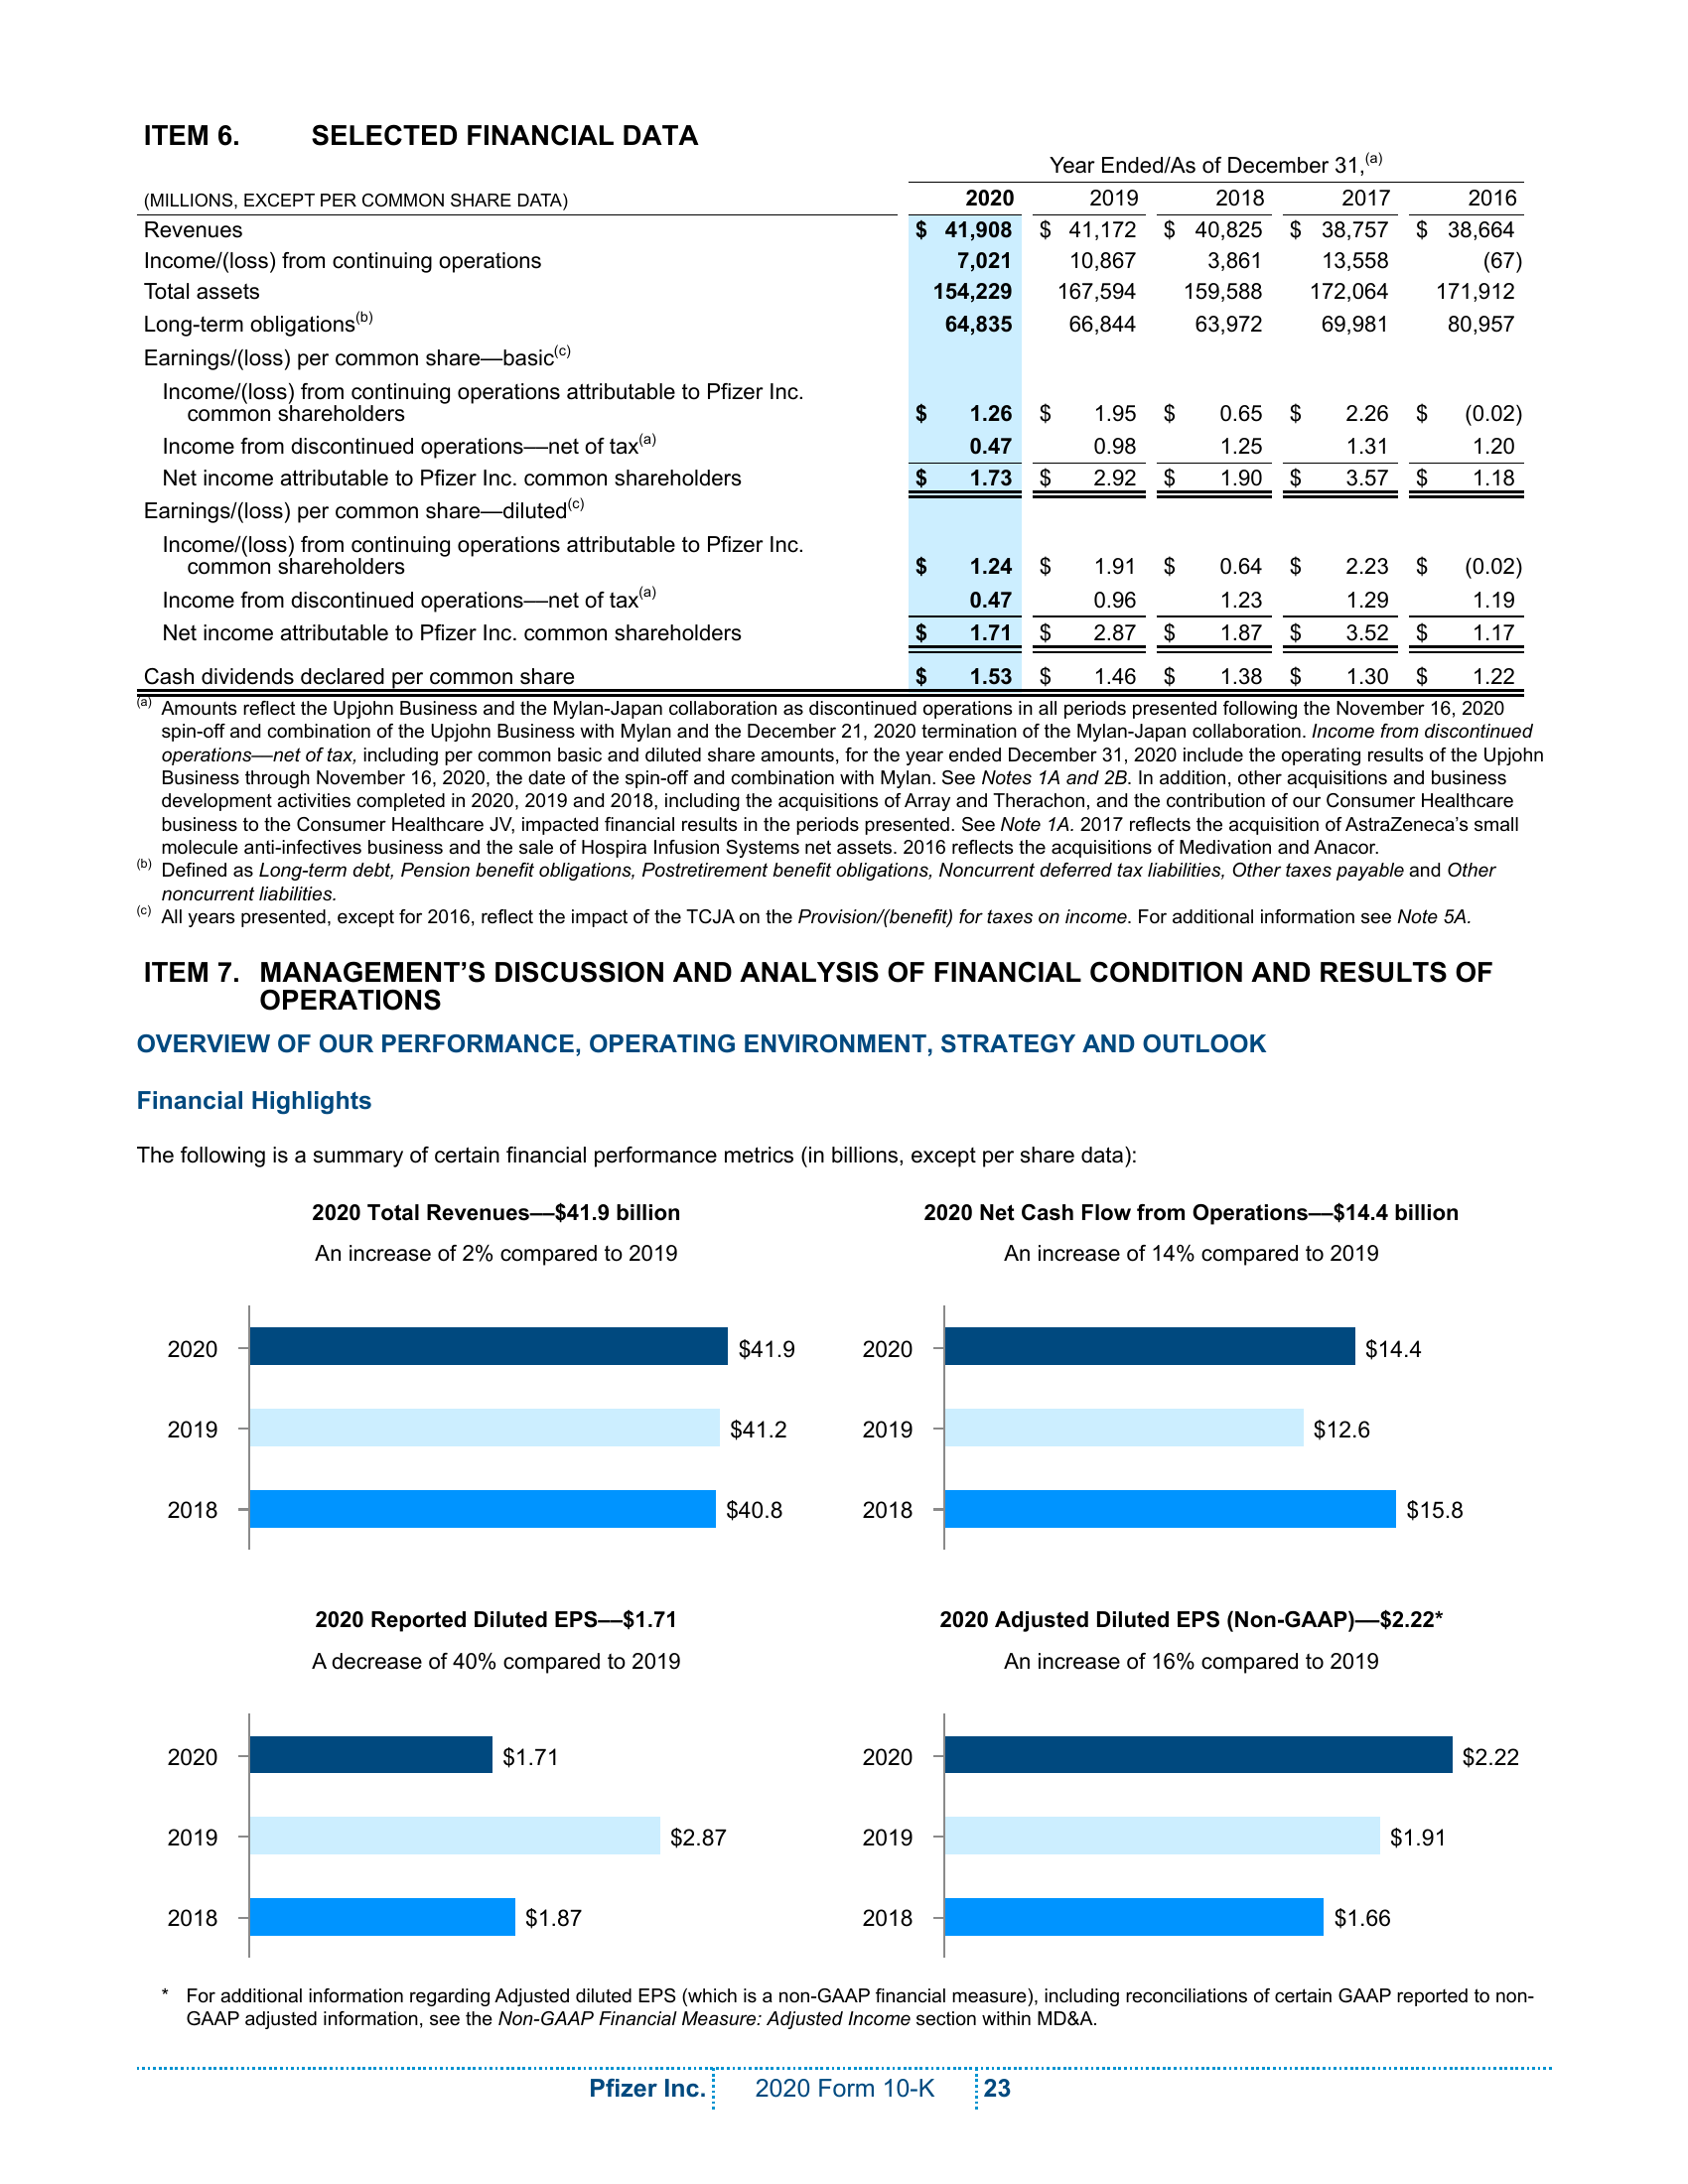 ITEM 6. SELECTED FINANCIAL DATA
Year Ended/As of December 31,(a)
(MILLIONS, EXCEPT PER COMMON SHARE DATA) 2020 2019 2018 2017 2016
Revenues $ 41,908 $ 41,172 $ 40,825 $ 38,757 $ 38,664
Income/(loss) from continuing operations 7,021 10,867 3,861 13,558 (67)
Total assets 154,229 167,594 159,588 172,064 171,912
Long-term obligations(b) 64,835 66,844 63,972 69,981 80,957
Earnings/(loss) per common share—basic(c)
Income/(loss) from continuing operations attributable to Pfizer Inc.
common shareholders $ 1.26 $ 1.95 $ 0.65 $ 2.26 $ (0.02)
Income from discontinued operations––net of tax(a) 0.47 0.98 1.25 1.31 1.20
Net income attributable to Pfizer Inc. common shareholders $ 1.73 $ 2.92 $ 1.90 $ 3.57 $ 1.18
Earnings/(loss) per common share—diluted(c)
Income/(loss) from continuing operations attributable to Pfizer Inc.
common shareholders $ 1.24 $ 1.91 $ 0.64 $ 2.23 $ (0.02)
Income from discontinued operations––net of tax(a) 0.47 0.96 1.23 1.29 1.19
Net income attributable to Pfizer Inc. common shareholders $ 1.71 $ 2.87 $ 1.87 $ 3.52 $ 1.17
Cash dividends declared per common share $ 1.53 $ 1.46 $ 1.38 $ 1.30 $ 1.22
(a) Amounts reflect the Upjohn Business and the Mylan-Japan collaboration as discontinued operations in all periods presented following the November 16, 2020
spin-off and combination of the Upjohn Business with Mylan and the December 21, 2020 termination of the Mylan-Japan collaboration. Income from discontinued
operations––net of tax, including per common basic and diluted share amounts, for the year ended December 31, 2020 include the operating results of the Upjohn
Business through November 16, 2020, the date of the spin-off and combination with Mylan. See Notes 1A and 2B. In addition, other acquisitions and business
development activities completed in 2020, 2019 and 2018, including the acquisitions of Array and Therachon, and the contribution of our Consumer Healthcare
business to the Consumer Healthcare JV, impacted financial results in the periods presented. See Note 1A. 2017 reflects the acquisition of AstraZeneca’s small
molecule anti-infectives business and the sale of Hospira Infusion Systems net assets. 2016 reflects the acquisitions of Medivation and Anacor.
(b) Defined as Long-term debt, Pension benefit obligations, Postretirement benefit obligations, Noncurrent deferred tax liabilities, Other taxes payable and Other
noncurrent liabilities.
(c) All years presented, except for 2016, reflect the impact of the TCJA on the Provision/(benefit) for taxes on income. For additional information see Note 5A.
ITEM 7. MANAGEMENT’S DISCUSSION AND ANALYSIS OF FINANCIAL CONDITION AND RESULTS OF
OPERATIONS
OVERVIEW OF OUR PERFORMANCE, OPERATING ENVIRONMENT, STRATEGY AND OUTLOOK
Financial Highlights
The following is a summary of certain financial performance metrics (in billions, except per share data):
2020 Total Revenues––$41.9 billion
An increase of 2% compared to 2019
2020 $41.9
2019 $41.2
2018 $40.8
2020 Net Cash Flow from Operations––$14.4 billion
An increase of 14% compared to 2019
2020 $14.4
2019 $12.6
2018 $15.8
2020 Reported Diluted EPS––$1.71
A decrease of 40% compared to 2019
2020 $1.71
2019 $2.87
2018 $1.87
2020 Adjusted Diluted EPS (Non-GAAP)––$2.22*
An increase of 16% compared to 2019
2020 $2.22
2019 $1.91
2018 $1.66
* For additional information regarding Adjusted diluted EPS (which is a non-GAAP financial measure), including reconciliations of certain GAAP reported to non-
GAAP adjusted information, see the Non-GAAP Financial Measure: Adjusted Income section within MD&A.
Pfizer Inc. 2020 Form 10-K 23